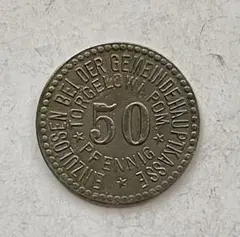 EINZULÖSEN BEI DER GEMEINDEHAUPTKASSE
TORGELOW I. POM.
50
PFENNIG